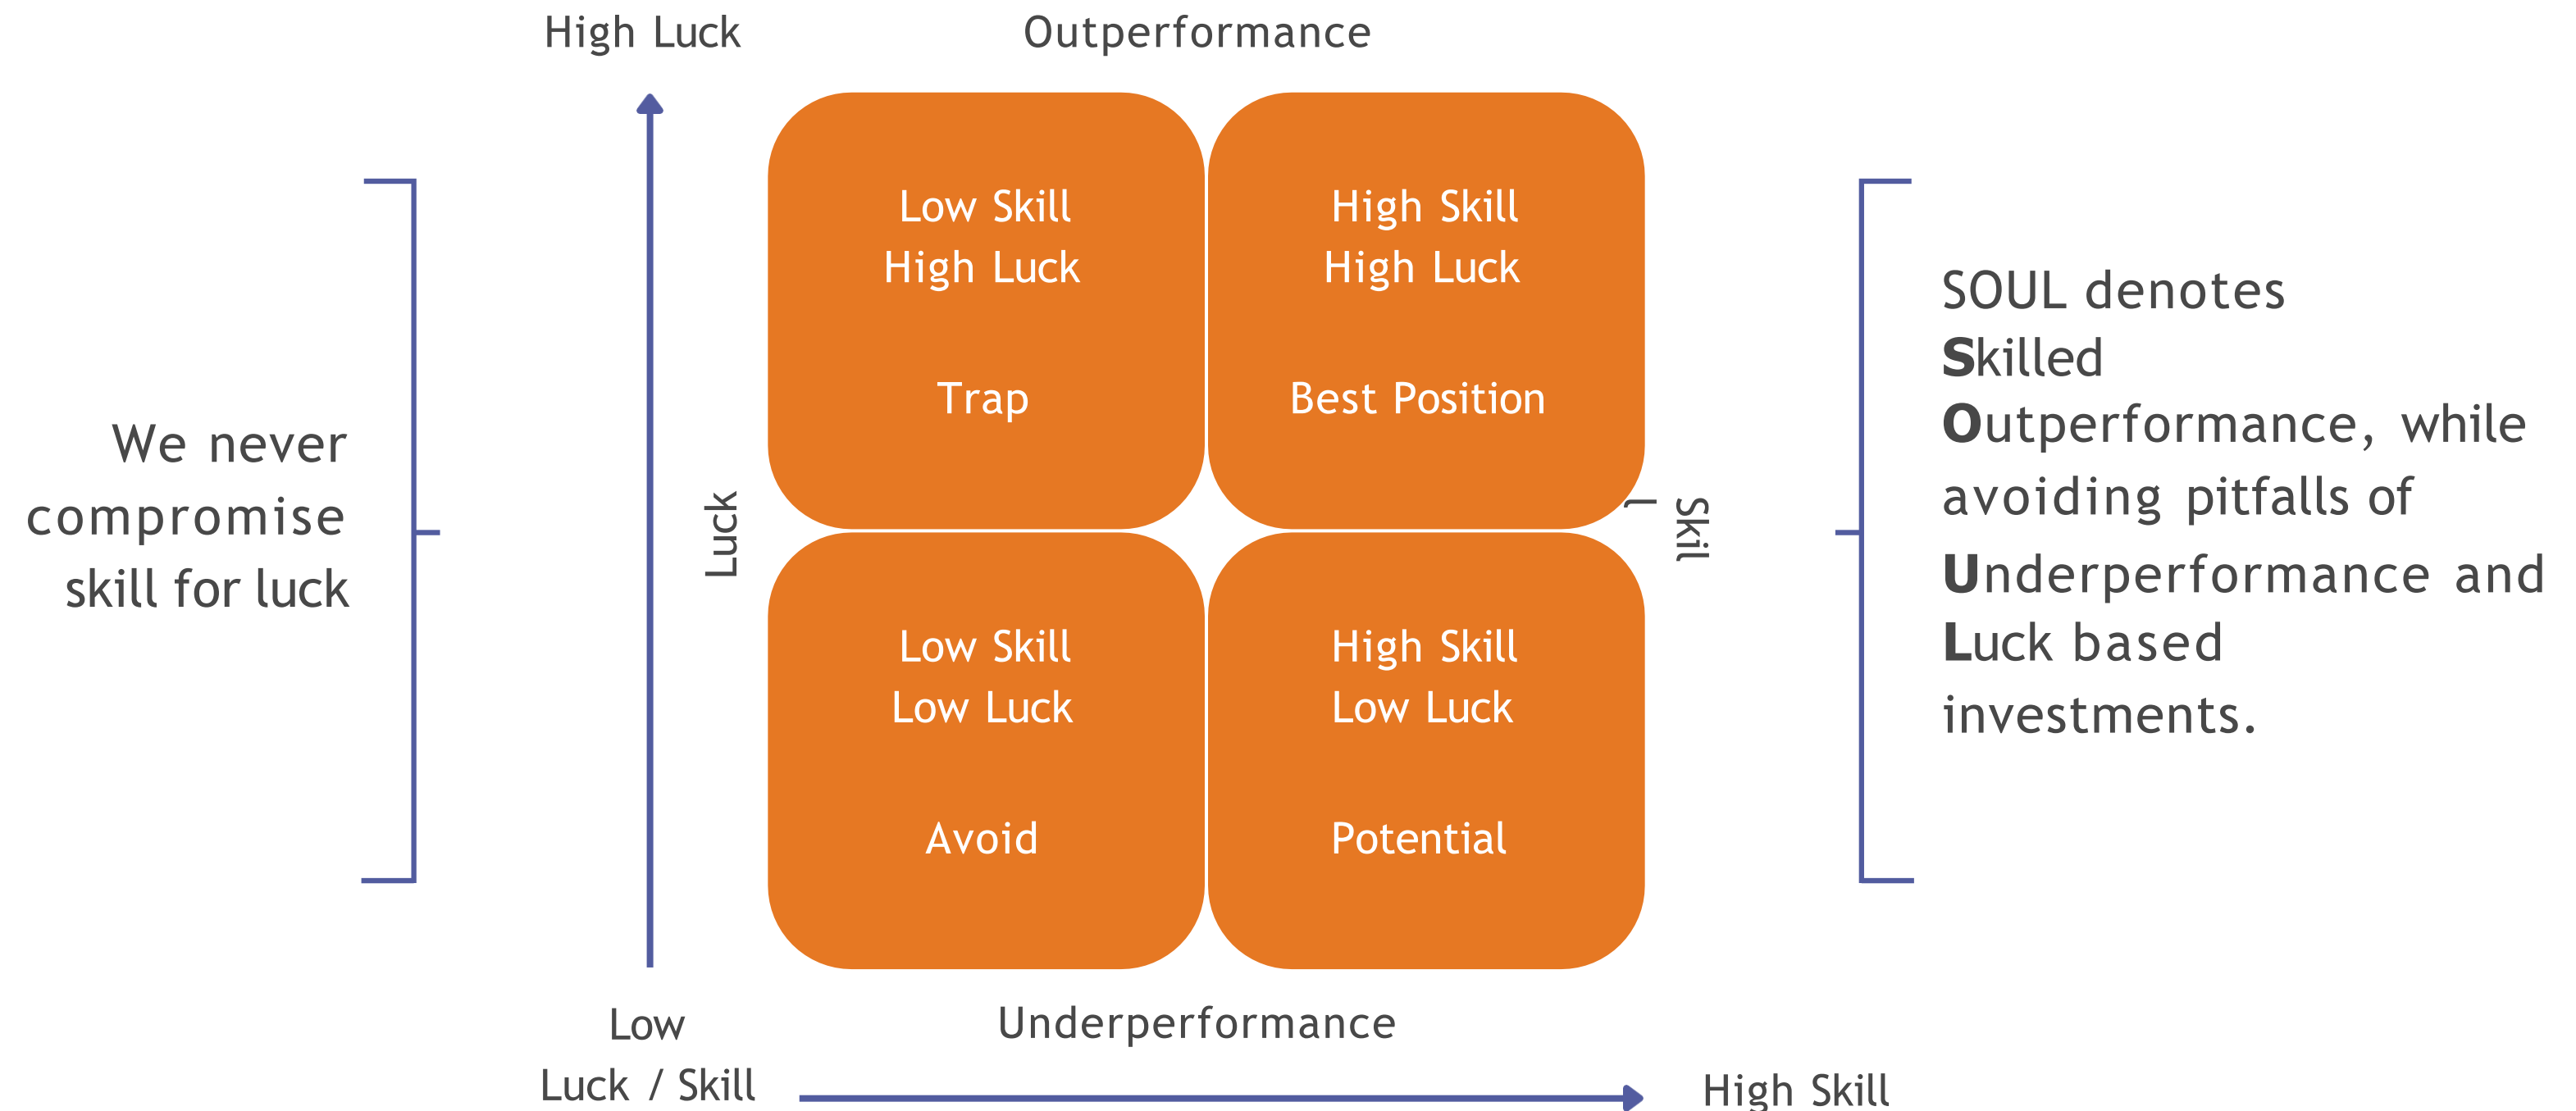 High Luck
Outperformance
Low Skill
High Luck
Trap
High Skill
High Luck
Best Position
We never
compromise
skill for luck
Luck
Skil
l
SOUL denotes
Skilled
Outperformance, while
avoiding pitfalls of
Underperformance and
Luck based
investments.
Low Skill
Low Luck
Avoid
High Skill
Low Luck
Potential
Low
Luck / Skill
Underperformance
High Skill